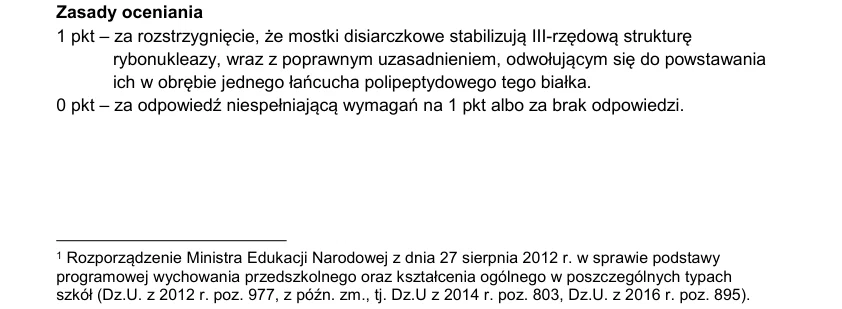 Zasady oceniania
1 pkt – za rozstrzygnięcie, że mostki disiarczkowe stabilizują III-rzędową strukturę
rybonukleazy, wraz z poprawnym uzasadnieniem, odwołującym się do powstawania
ich w obrębie jednego łańcucha polipeptydowego tego białka.
0 pkt – za odpowiedź niespełniającą wymagań na 1 pkt albo za brak odpowiedzi.
¹ Rozporządzenie Ministra Edukacji Narodowej z dnia 27 sierpnia 2012 r. w sprawie podstawy
programowej wychowania przedszkolnego oraz kształcenia ogólnego w poszczególnych typach
szkół (Dz.U. z 2012 r. poz. 977, z późn. zm., tj. Dz.U z 2014 r. poz. 803, Dz.U. z 2016 r. poz. 895).